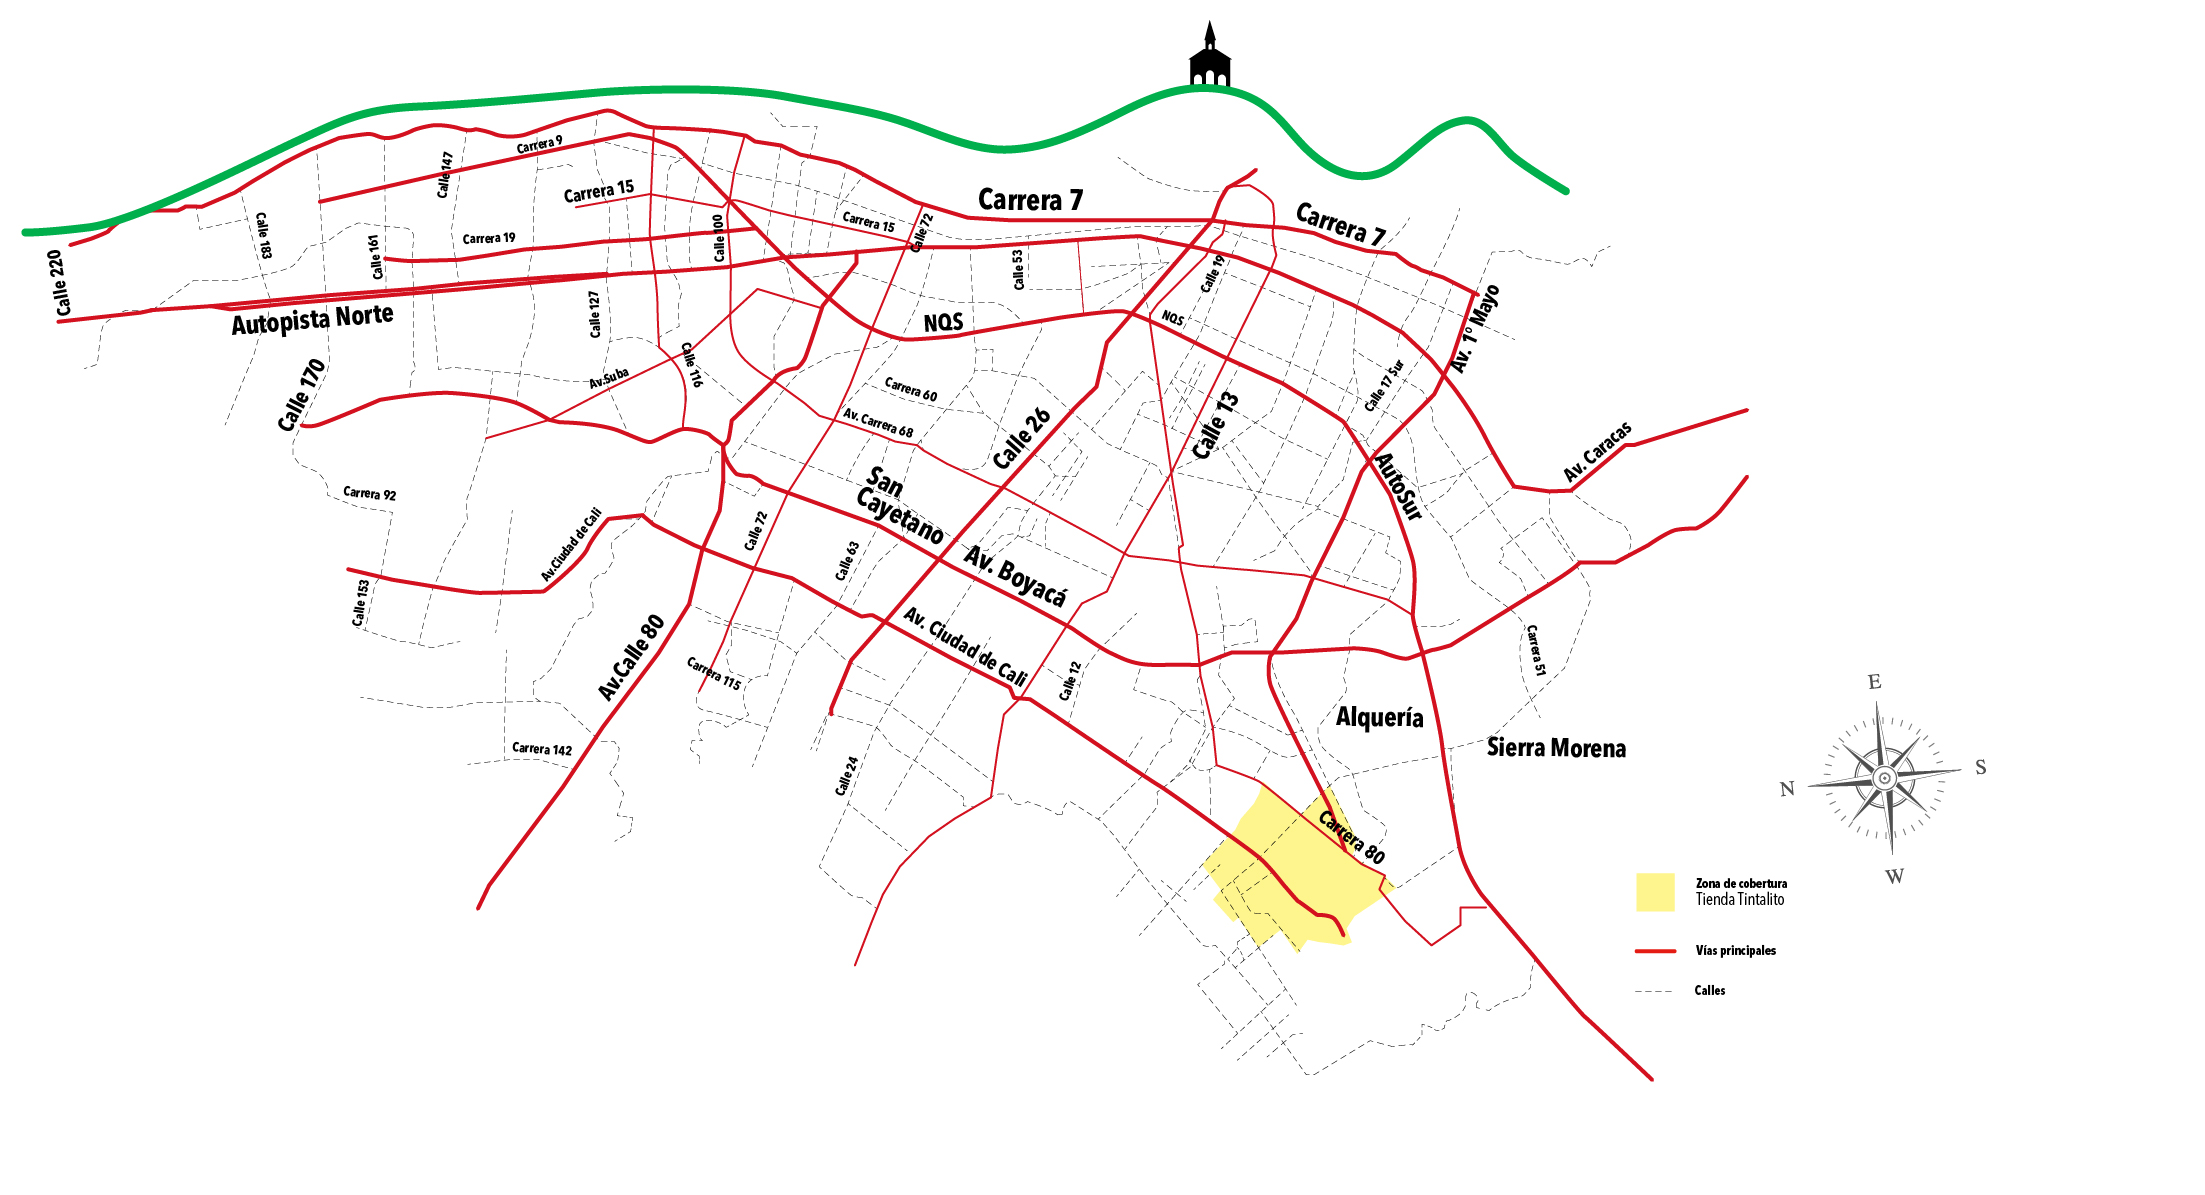 Carrera 9
Calle 147
Carrera 15
Carrera 7
Carrera 7
Calle 183
Calle 161
Carrera 19
Calle 100
Carrera 15
Calle 72
Calle 53
Calle 19
Calle 220
Autopista Norte
Calle 127
NQS
NQS
Av. 1º Mayo
Calle 170
Av.Suba
Calle 116
Carrera 60
Calle 17 Sur
Av. Carrera 68
Calle 26
Calle 13
Av. Caracas
San
Cayetano
AutoSur
Carrera 92
Av.Ciudad de Cali
Calle 72
Calle 63
Av. Boyacá
Calle 153
Av.Calle 80
Av. Ciudad de Cali
Carrera 115
Calle 12
Carrera 51
Alquería
Sierra Morena
Carrera 142
Calle 24
Carrera 80
E
S
N
W
Zona de cobertura
Tienda Tintalito
Vías principales
Calles